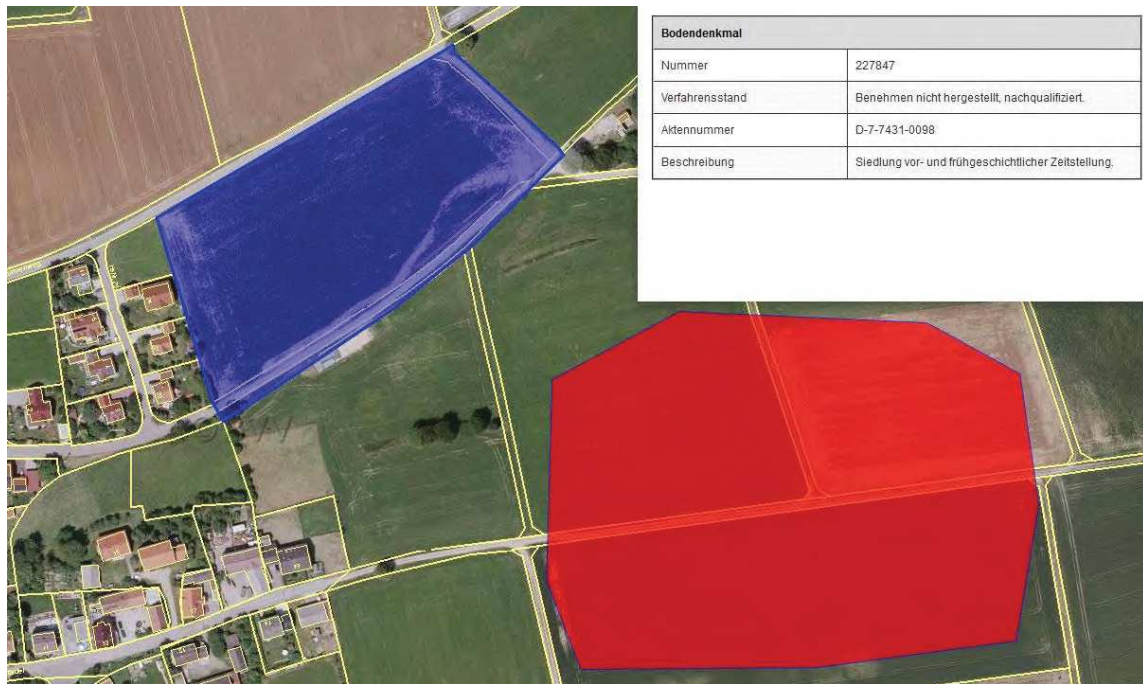 Bodendenkmal
Nummer 227847
Verfahrensstand Benehmen nicht hergestellt, nachqualifiziert.
Aktennummer D-7-7431-0098
Beschreibung Siedlung vor- und frühgeschichtlicher Zeitstellung.